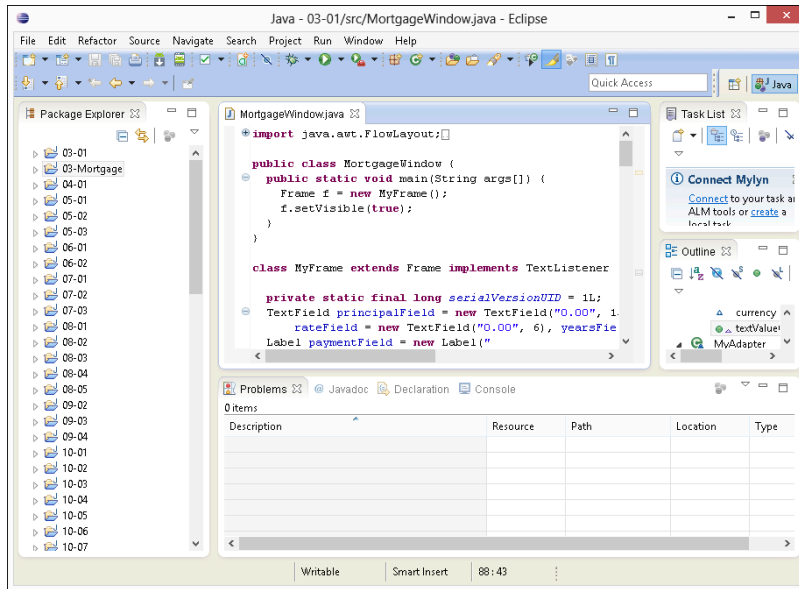 Java - 03-01/src/MortgageWindow.java - Eclipse
File Edit Refactor Source Navigate Search Project Run Window Help
Quick Access
Java
Package Explorer
03-01
03-Mortgage
04-01
05-01
05-02
05-03
06-01
06-02
07-01
07-02
07-03
08-01
08-02
08-03
08-04
08-05
09-02
09-03
09-04
10-01
10-02
10-03
10-04
10-05
10-06
10-07
MortgageWindow.java
import java.awt.FlowLayout;
public class MortgageWindow {
public static void main(String args[]) {
Frame f = new MyFrame();
f.setVisible(true);
}
}
class MyFrame extends Frame implements TextListener
private static final long serialVersionUID = 1L;
TextField principalField = new TextField("0.00", 1
rateField = new TextField("0.00", 6), yearsFie
Label paymentField = new Label("
Task List
Connect Mylyn
Connect to your task
ALM tools or create a
local task.
Outline
currency
textValue
MyAdapter
Problems
@ Javadoc
Declaration
Console
0 items
Description Resource Path Location Type
Writable Smart Insert 88 : 43